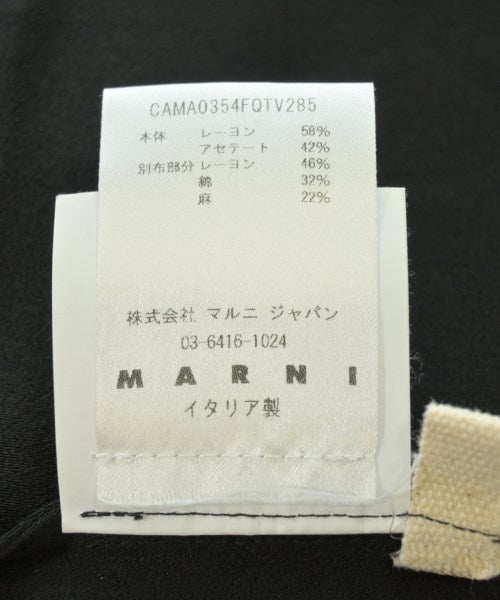 CAMA0354FQTV285
本体 レーヨン 58%
アセテート 42%
別布部分 レーヨン 46%
綿 32%
麻 22%
株式会社 マルニ ジャパン
03-6416-1024
MARNI
イタリア製